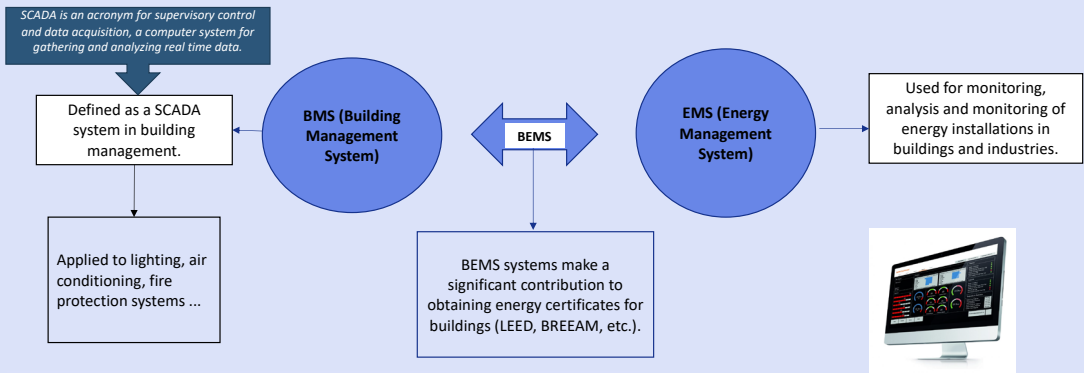 SCADA is an acronym for supervisory control
and data acquisition, a computer system for
gathering and analyzing real time data.
Defined as a SCADA
system in building
management.
BMS (Building
Management
System)
BEMS
EMS (Energy
Management
System)
Used for monitoring,
analysis and monitoring of
energy installations in
buildings and industries.
Applied to lighting, air
conditioning, fire
protection systems ...
BEMS systems make a
significant contribution to
obtaining energy certificates for
buildings (LEED, BREEAM, etc.).